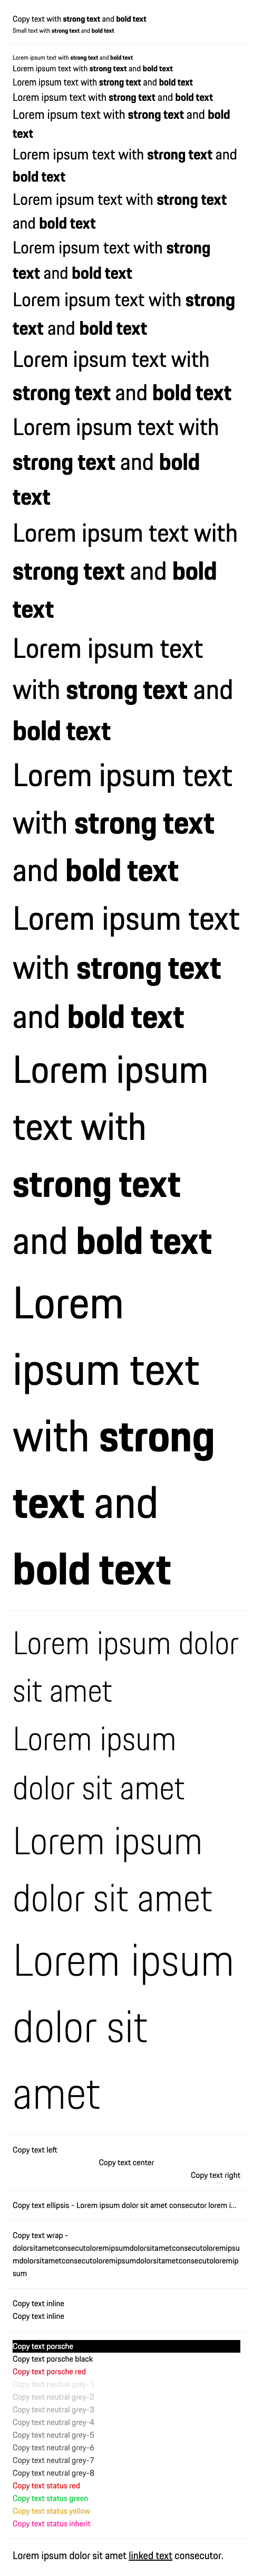 Copy text with strong text and bold text
Small text with strong text and bold text
Lorem ipsum text with strong text and bold text
Lorem ipsum text with strong text and bold text
Lorem ipsum text with strong text and bold text
Lorem ipsum text with strong text and bold text
Lorem ipsum text with strong text and bold
text
Lorem ipsum text with strong text and
bold text
Lorem ipsum text with strong text
and bold text
Lorem ipsum text with strong
text and bold text
Lorem ipsum text with strong
text and bold text
Lorem ipsum text with
strong text and bold text
Lorem ipsum text with
strong text and bold
text
Lorem ipsum text with
strong text and bold
text
Lorem ipsum text
with strong text and
bold text
Lorem ipsum text
with strong text
and bold text
Lorem ipsum text
with strong text
and bold text
Lorem ipsum
text with
strong text
and bold text
Lorem
ipsum text
with strong
text and
bold text
Lorem ipsum dolor
sit amet
Lorem ipsum
dolor sit amet
Lorem ipsum
dolor sit amet
Lorem ipsum
dolor sit
amet
Copy text left
Copy text center
Copy text right
Copy text ellipsis - Lorem ipsum dolor sit amet consecutor lorem i...
Copy text wrap -
dolorsitametconsecutoloremipsumdolorsitametconsecutoloremipsu
mdolorsitametconsecutoloremipsumdolorsitametconsecutoloremip
sum
Copy text inline
Copy text inline
Copy text porsche
Copy text porsche black
Copy text porsche red
Copy text neutral grey-1
Copy text neutral grey-2
Copy text neutral grey-3
Copy text neutral grey-4
Copy text neutral grey-5
Copy text neutral grey-6
Copy text neutral grey-7
Copy text neutral grey-8
Copy text status red
Copy text status green
Copy text status yellow
Copy text status inherit
Lorem ipsum dolor sit amet linked text consecutor.